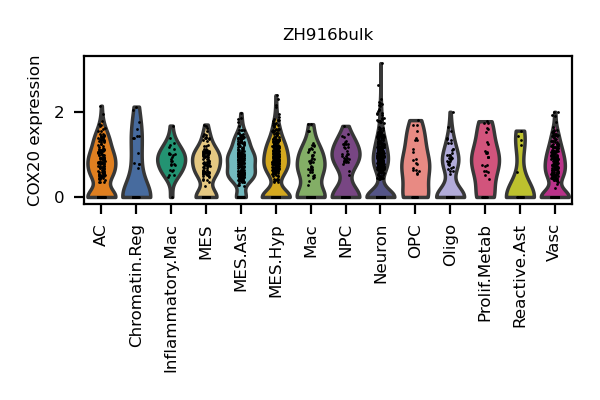 ZH916bulk
COX20 expression
2
0
AC
Chromatin.Reg
Inflammatory.Mac
MES
MES.Ast
MES.Hyp
Mac
NPC
Neuron
OPC
Oligo
Prolif.Metab
Reactive.Ast
Vasc